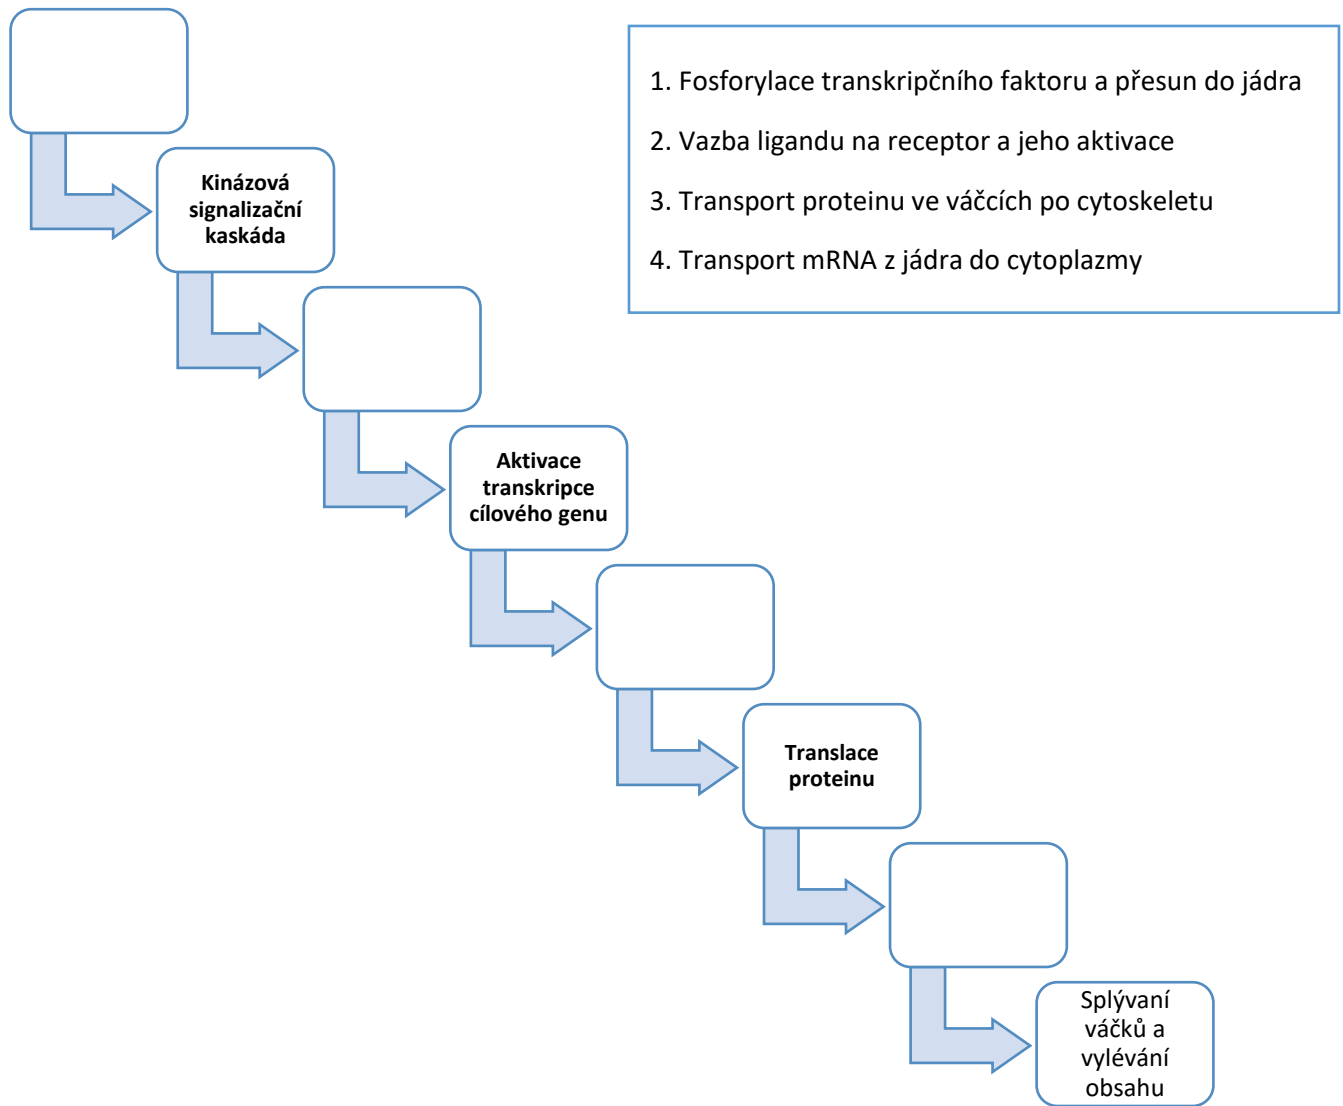 1. Fosforylace transkripčního faktoru a přesun do jádra
2. Vazba ligandu na receptor a jeho aktivace
3. Transport proteinu ve váčcích po cytoskeletu
4. Transport mRNA z jádra do cytoplazmy
Kinázová
signalizační
kaskáda
Aktivace
transkripce
cílového genu
Translace
proteinu
Splývaní
váčků a
vylévání
obsahu